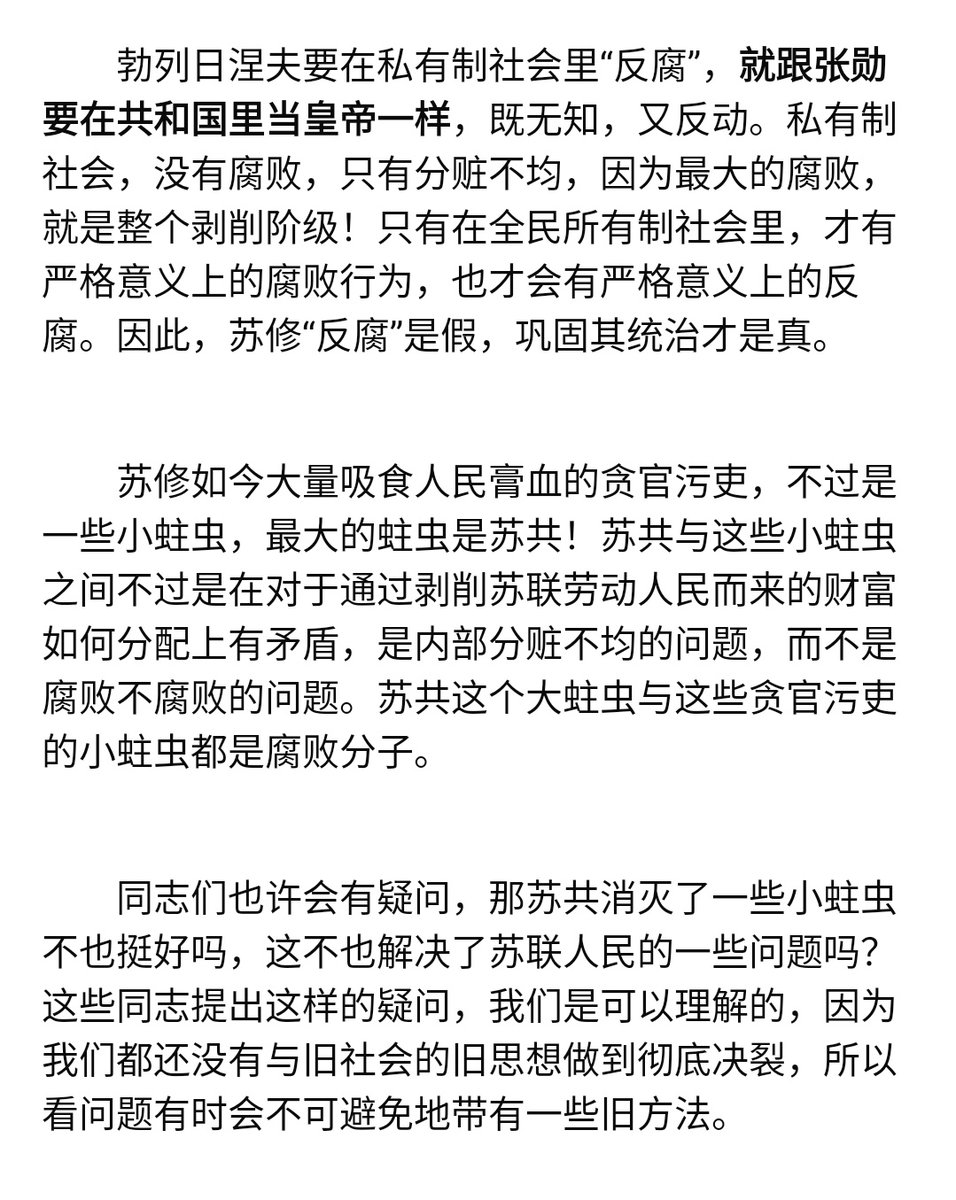 勃列日涅夫要在私有制社会里“反腐”，就跟张勋
要在共和国里当皇帝一样，既无知，又反动。私有制
社会，没有腐败，只有分赃不均，因为最大的腐败，
就是整个剥削阶级！只有在全民所有制社会里，才有
严格意义上的腐败行为，也才会有严格意义上的反
腐。因此，苏修“反腐”是假，巩固其统治才是真。
苏修如今大量吸食人民膏血的贪官污吏，不过是
一些小蛀虫，最大的蛀虫是苏共！苏共与这些小蛀虫
之间不过是在对于通过剥削苏联劳动人民而来的财富
如何分配上有矛盾，是内部分赃不均的问题，而不是
腐败不腐败的问题。苏共这个大蛀虫与这些贪官污吏
的小蛀虫都是腐败分子。
同志们也许会有疑问，那苏共消灭了一些小蛀虫
不也挺好吗，这不也解决了苏联人民的一些问题吗？
这些同志提出这样的疑问，我们是可以理解的，因为
我们都还没有与旧社会的旧思想做到彻底决裂，所以
看问题有时会不可避免地带有一些旧方法。